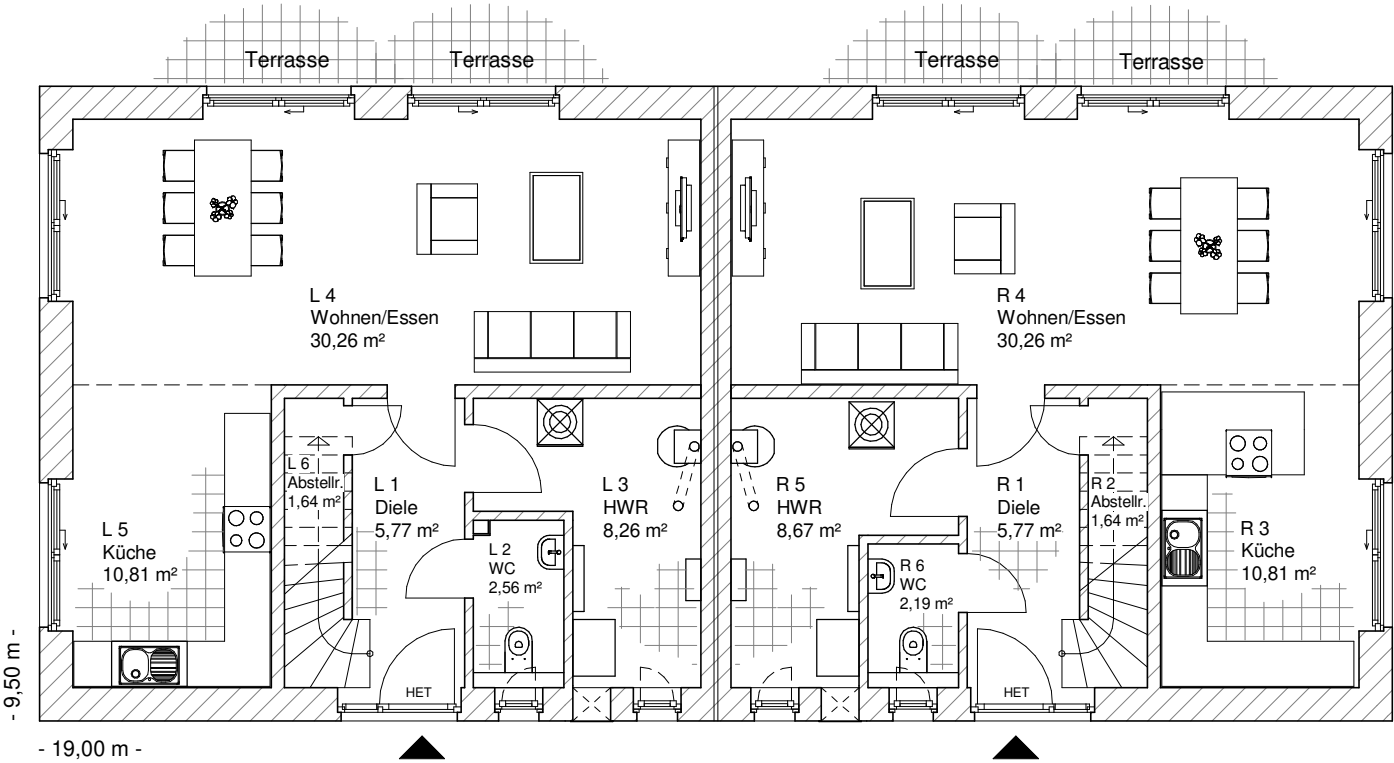 Terrasse
Terrasse
Terrasse
Terrasse
L 4
Wohnen/Essen
30,26 m²
R 4
Wohnen/Essen
30,26 m²
L 6
Abstellr.
1,64 m²
L 1
Diele
5,77 m²
L 3
HWR
8,26 m²
R 5
HWR
8,67 m²
R 1
Diele
5,77 m²
R 2
Abstellr.
1,64 m²
L 5
Küche
10,81 m²
L 2
WC
2,56 m²
R 6
WC
2,19 m²
R 3
Küche
10,81 m²
HET
HET
- 9,50 m -
- 19,00 m -